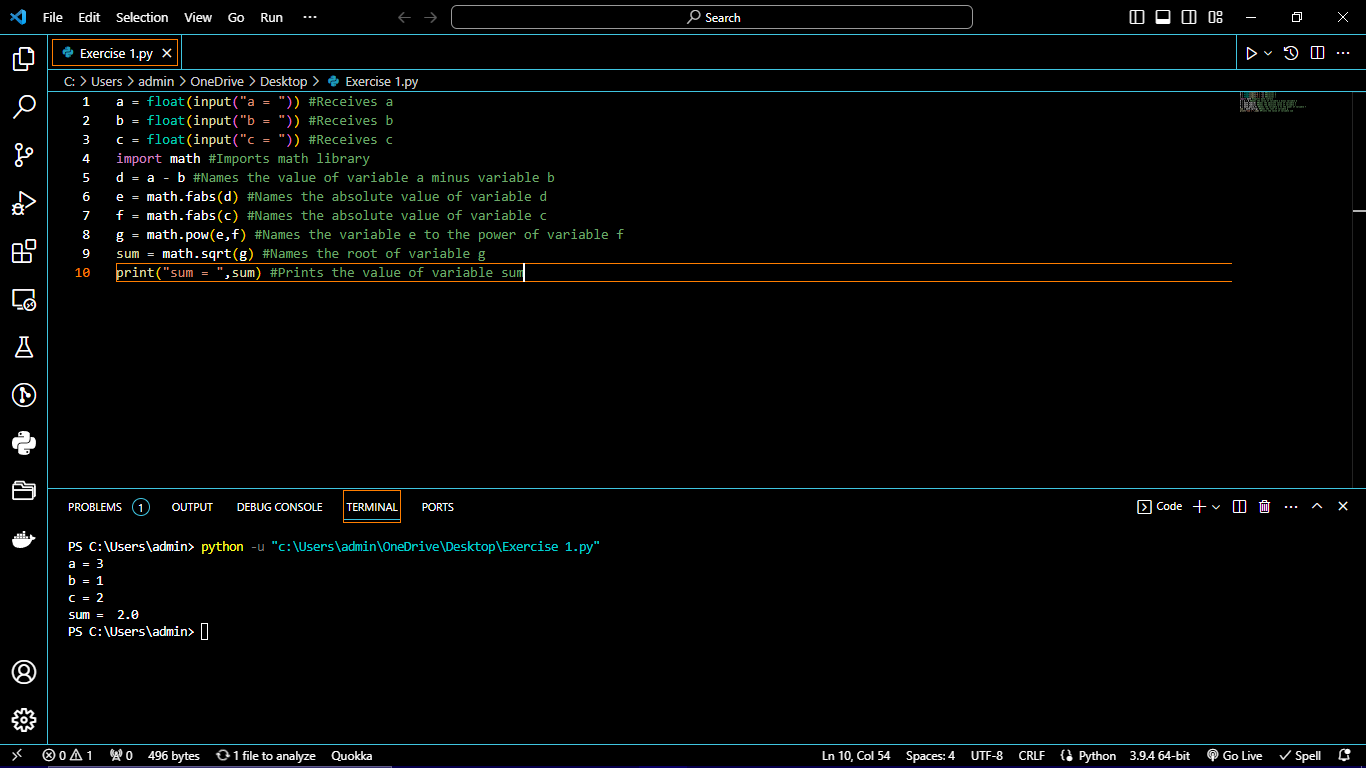 File Edit Selection View Go Run ···
Search
Exercise 1.py
C: > Users > admin > OneDrive > Desktop > Exercise 1.py
1 a = float(input("a = ")) #Receives a
2 b = float(input("b = ")) #Receives b
3 c = float(input("c = ")) #Receives c
4 import math #Imports math library
5 d = a - b #Names the value of variable a minus variable b
6 e = math.fabs(d) #Names the absolute value of variable d
7 f = math.fabs(c) #Names the absolute value of variable c
8 g = math.pow(e,f) #Names the variable e to the power of variable f
9 sum = math.sqrt(g) #Names the root of variable g
10 print("sum = ",sum) #Prints the value of variable sum
PROBLEMS 1 OUTPUT DEBUG CONSOLE TERMINAL PORTS Code
PS C:\Users\admin> python -u "c:\Users\admin\OneDrive\Desktop\Exercise 1.py"
a = 3
b = 1
c = 2
sum =  2.0
PS C:\Users\admin>
0 1 0 496 bytes 1 file to analyze Quokka Ln 10, Col 54 Spaces: 4 UTF-8 CRLF Python 3.9.4 64-bit Go Live Spell